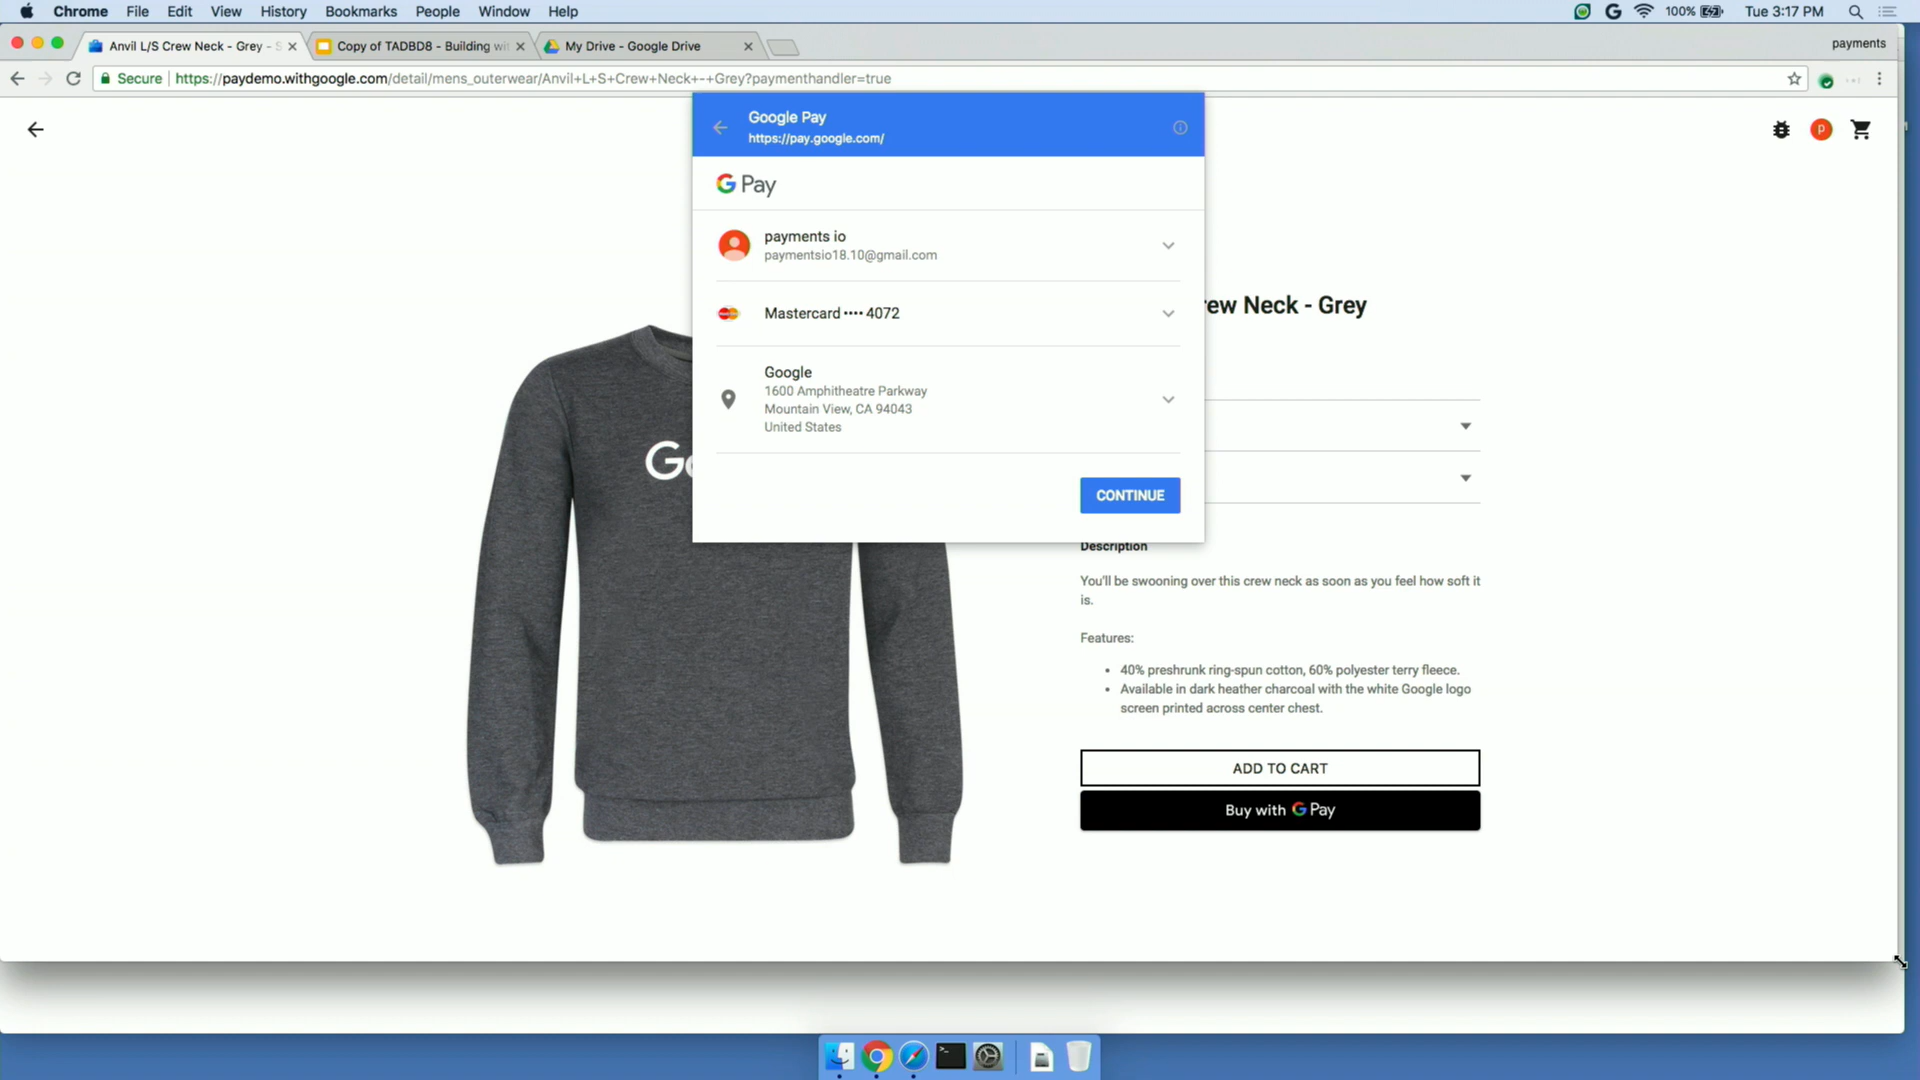 Chrome File Edit View History Bookmarks People Window Help 100% Tue 3:17 PM
Anvil L/S Crew Neck - Grey - Copy of TADBD8 - Building wi My Drive - Google Drive payments
Secure https://paydemo.withgoogle.com/detail/mens_outerwear/Anvil+L+S+Crew+Neck+-+Grey?paymenthandler=true
Google Pay
https://pay.google.com/
p
G Pay
payments io
paymentsio18.10@gmail.com
rew Neck - Grey
Mastercard •••• 4072
Google
1600 Amphitheatre Parkway
Mountain View, CA 94043
United States
Go
CONTINUE
Description
You'll be swooning over this crew neck as soon as you feel how soft it
is.
Features:
• 40% preshrunk ring-spun cotton, 60% polyester terry fleece.
• Available in dark heather charcoal with the white Google logo
screen printed across center chest.
ADD TO CART
Buy with G Pay